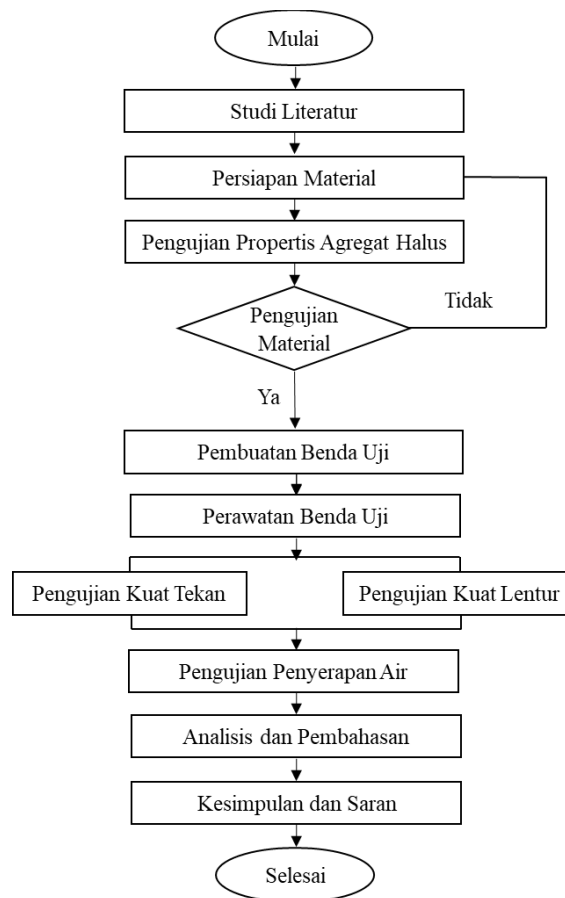 Mulai
Studi Literatur
Persiapan Material
Pengujian Propertis Agregat Halus
Pengujian
Material
Tidak
Ya
Pembuatan Benda Uji
Perawatan Benda Uji
Pengujian Kuat Tekan
Pengujian Kuat Lentur
Pengujian Penyerapan Air
Analisis dan Pembahasan
Kesimpulan dan Saran
Selesai